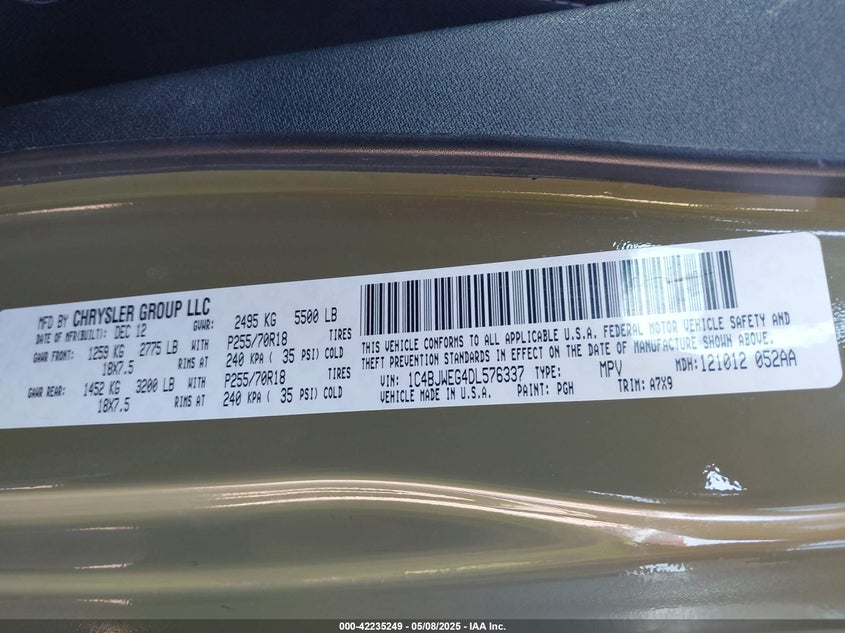 MFD BY CHRYSLER GROUP LLC
DATE OF MFR(BUILT): DEC 12 GVWR: 2495 KG 5500 LB
GAWR FRONT: 1259 KG 2775 LB WITH P255/70R18 TIRES
18X7.5 RIMS AT 240 KPA ( 35 PSI) COLD
GAWR REAR: 1452 KG 3200 LB WITH P255/70R18 TIRES
18X7.5 RIMS AT 240 KPA ( 35 PSI) COLD
THIS VEHICLE CONFORMS TO ALL APPLICABLE U.S.A. FEDERAL MOTOR VEHICLE SAFETY AND
THEFT PREVENTION STANDARDS IN EFFECT ON THE DATE OF MANUFACTURE SHOWN ABOVE.
VIN: 1C4BJWEG4DL576337 TYPE: MPV MDH:121012 052AA
VEHICLE MADE IN U.S.A. PAINT: PGH TRIM: A7X9
000-42235249 - 05/08/2025 - IAA Inc.